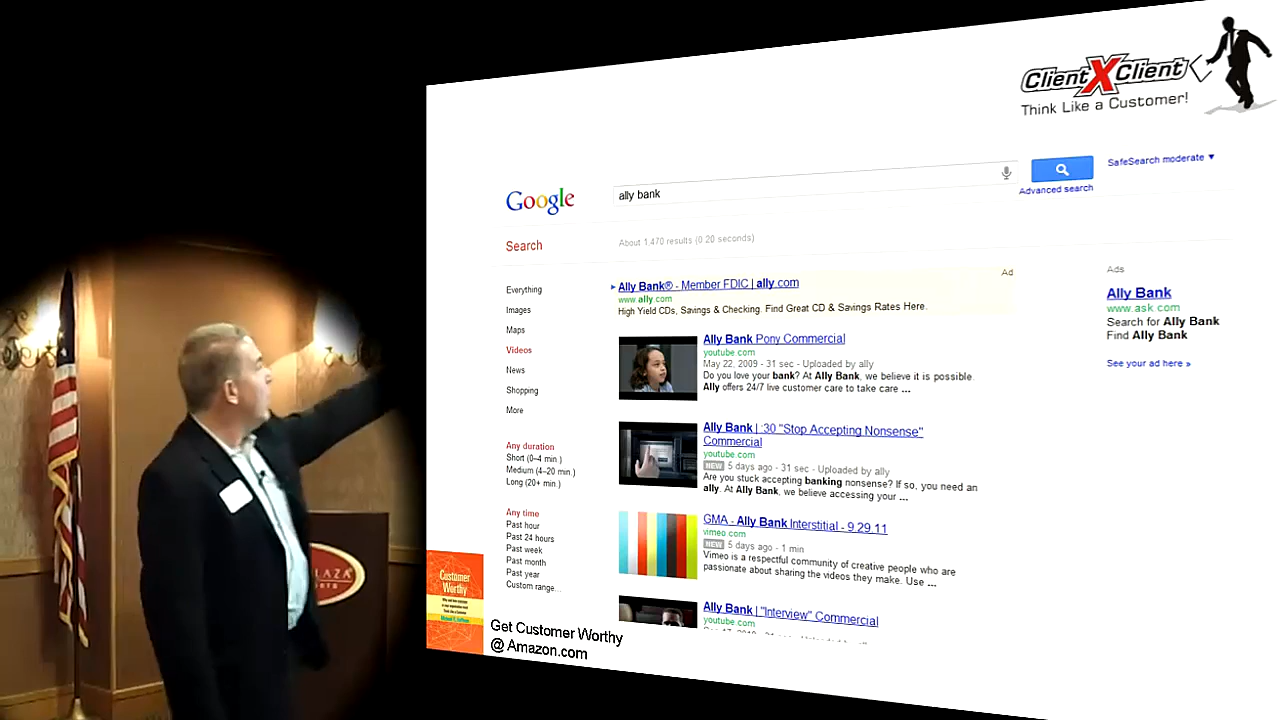 ClientXClient
Think Like a Customer!
Google
ally bank
SafeSearch moderate ▼
Advanced search
Search
About 1,470 results (0.20 seconds)
Everything
Images
Maps
Videos
News
Shopping
More
Any duration
Short (0–4 min.)
Medium (4–20 min.)
Long (20+ min.)
Any time
Past hour
Past 24 hours
Past week
Past month
Past year
Custom range...
Ad
Ally Bank® - Member FDIC | ally.com
www.ally.com
High Yield CDs, Savings & Checking. Find Great CD & Savings Rates Here.
Ally Bank Pony Commercial
youtube.com
May 22, 2009 - 31 sec - Uploaded by ally
Do you love your bank? At Ally Bank, we believe it is possible.
Ally offers 24/7 live customer care to take care ...
Ally Bank | :30 "Stop Accepting Nonsense"
Commercial
youtube.com
NEW 5 days ago - 31 sec - Uploaded by ally
Are you stuck accepting banking nonsense? If so, you need an
ally. At Ally Bank, we believe accessing your ...
GMA - Ally Bank Interstitial - 9.29.11
vimeo.com
NEW 5 days ago - 1 min
Vimeo is a respectful community of creative people who are
passionate about sharing the videos they make. Use ...
Ally Bank | "Interview" Commercial
youtube.com
Ads
Ally Bank
www.ask.com
Search for Ally Bank
Find Ally Bank
See your ad here »
Customer
Worthy
Get Customer Worthy
@ Amazon.com
LAZA